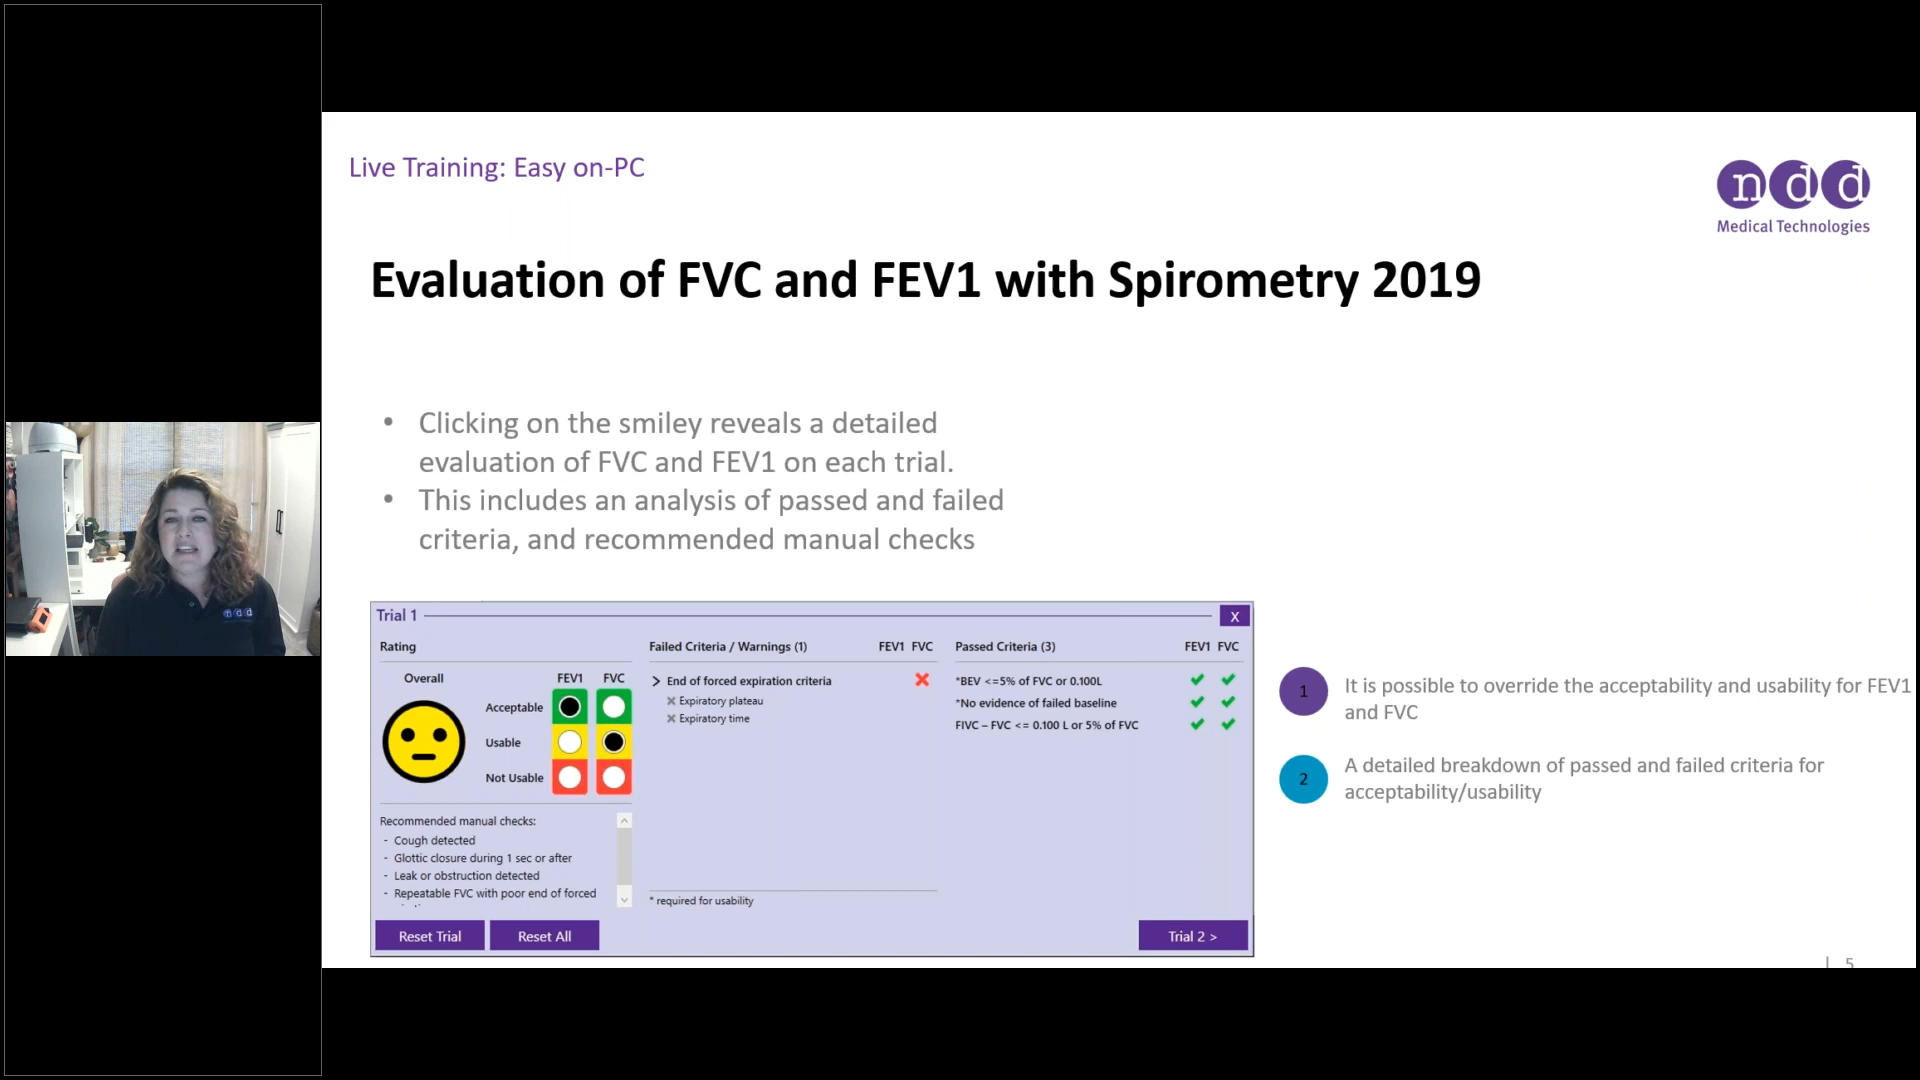 Live Training: Easy on-PC
ndd
Medical Technologies
Evaluation of FVC and FEV1 with Spirometry 2019
• Clicking on the smiley reveals a detailed
evaluation of FVC and FEV1 on each trial.
• This includes an analysis of passed and failed
criteria, and recommended manual checks
Trial 1
X
Rating
Overall
FEV1 FVC
Acceptable
Usable
Not Usable
Recommended manual checks:
- Cough detected
- Glottic closure during 1 sec or after
- Leak or obstruction detected
- Repeatable FVC with poor end of forced
Reset Trial
Reset All
Failed Criteria / Warnings (1) FEV1 FVC
> End of forced expiration criteria
Expiratory plateau
Expiratory time
* required for usability
Passed Criteria (3) FEV1 FVC
*BEV <=5% of FVC or 0.100L
*No evidence of failed baseline
FIVC – FVC <= 0.100 L or 5% of FVC
Trial 2 >
1
It is possible to override the acceptability and usability for FEV1
and FVC
2
A detailed breakdown of passed and failed criteria for
acceptability/usability
| 5
ndd